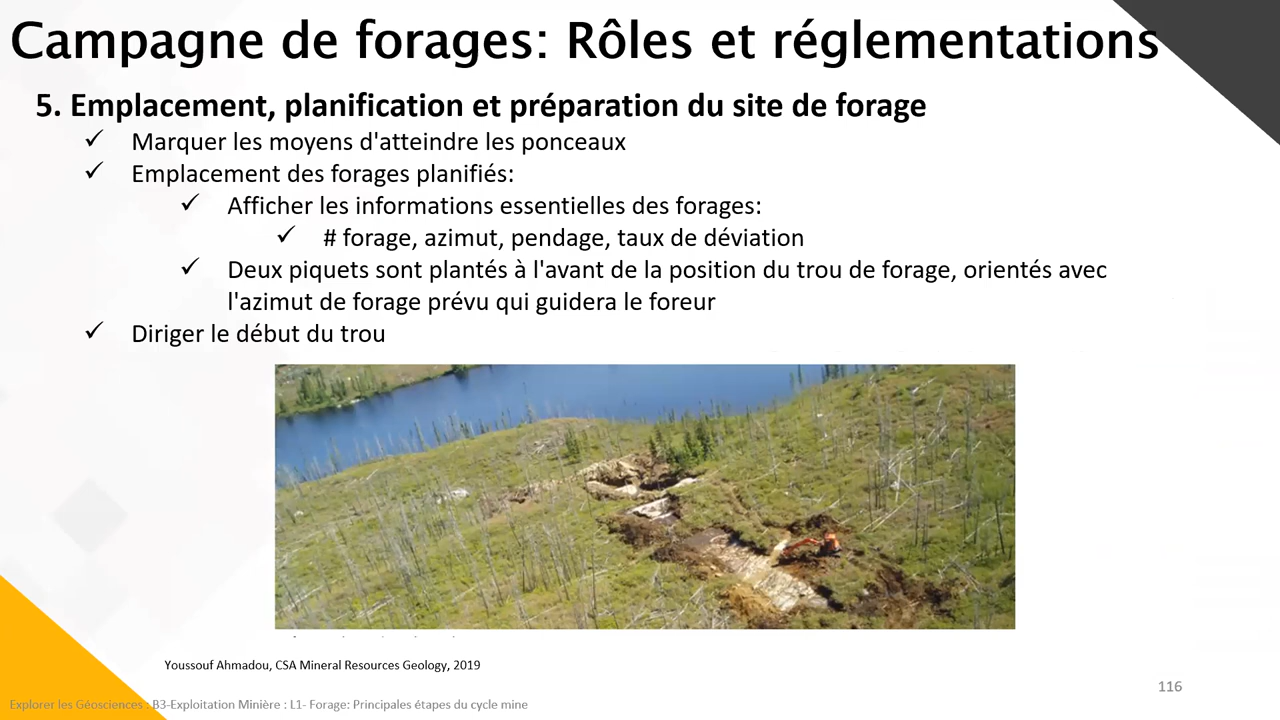 Campagne de forages: Rôles et réglementations
5. Emplacement, planification et préparation du site de forage
✓ Marquer les moyens d'atteindre les ponceaux
✓ Emplacement des forages planifiés:
✓ Afficher les informations essentielles des forages:
✓ # forage, azimut, pendage, taux de déviation
✓ Deux piquets sont plantés à l'avant de la position du trou de forage, orientés avec
l'azimut de forage prévu qui guidera le foreur
✓ Diriger le début du trou
Youssouf Ahmadou, CSA Mineral Resources Geology, 2019
116
Explorer les Géosciences : B3-Exploitation Minière : L1- Forage: Principales étapes du cycle mine